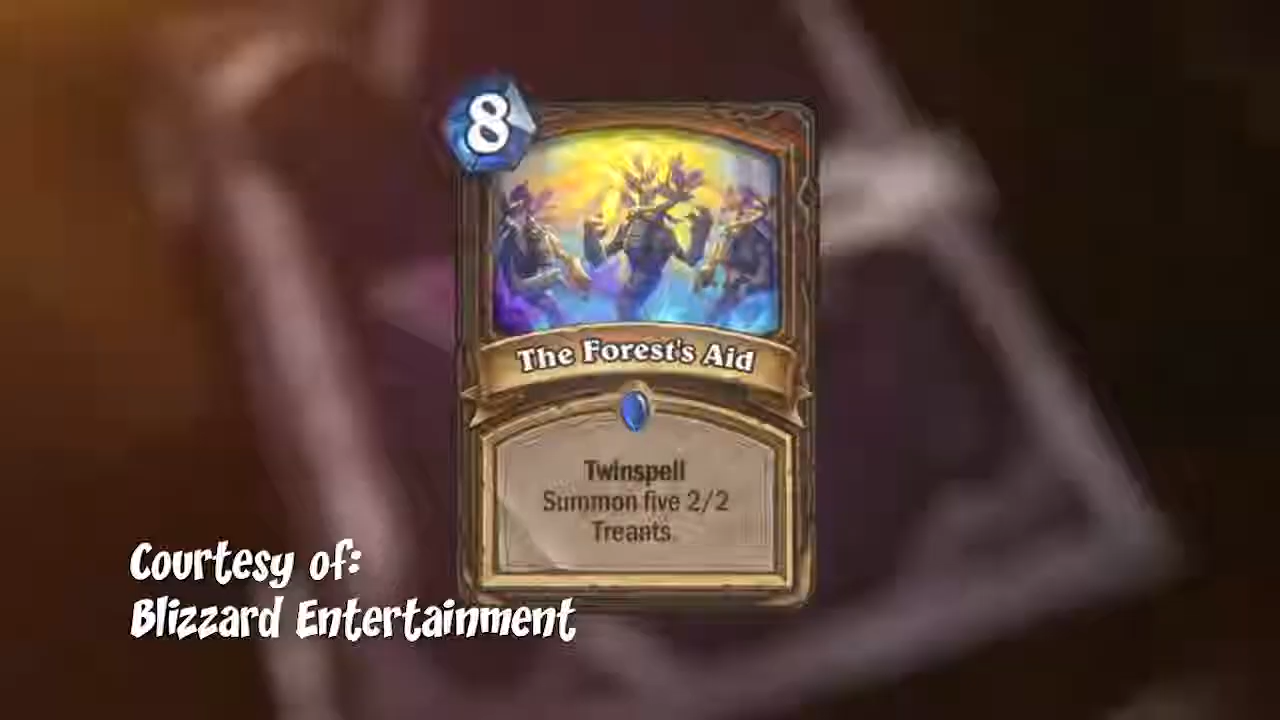 8
The Forest's Aid
Twinspell
Summon five 2/2
Treants.
Courtesy of:
Blizzard Entertainment